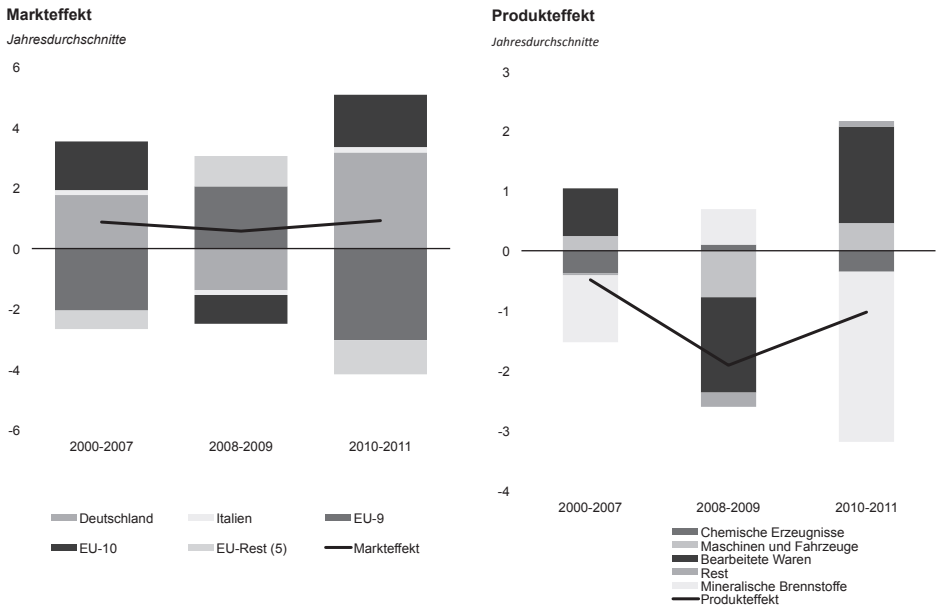 Markteffekt
Jahresdurchschnitte
6
4
2
0
-2
-4
-6
2000-2007 2008-2009 2010-2011
Deutschland Italien EU-9
EU-10 EU-Rest (5) Markteffekt
Produkteffekt
Jahresdurchschnitte
3
2
1
0
-1
-2
-3
-4
2000-2007 2008-2009 2010-2011
Chemische Erzeugnisse
Maschinen und Fahrzeuge
Bearbeitete Waren
Rest
Mineralische Brennstoffe
Produkteffekt